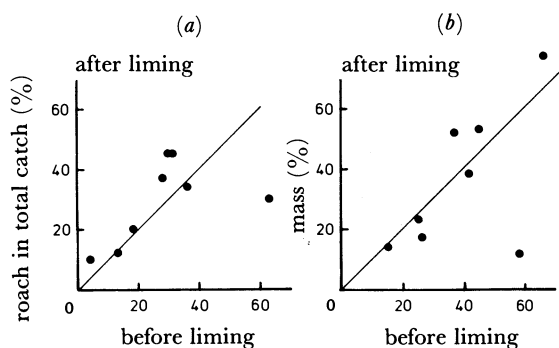 (a)
(b)
after liming
after liming
roach in total catch (%)
60
40
20
0
20
40
60
before liming
mass (%)
60
40
20
0
20
40
60
before liming